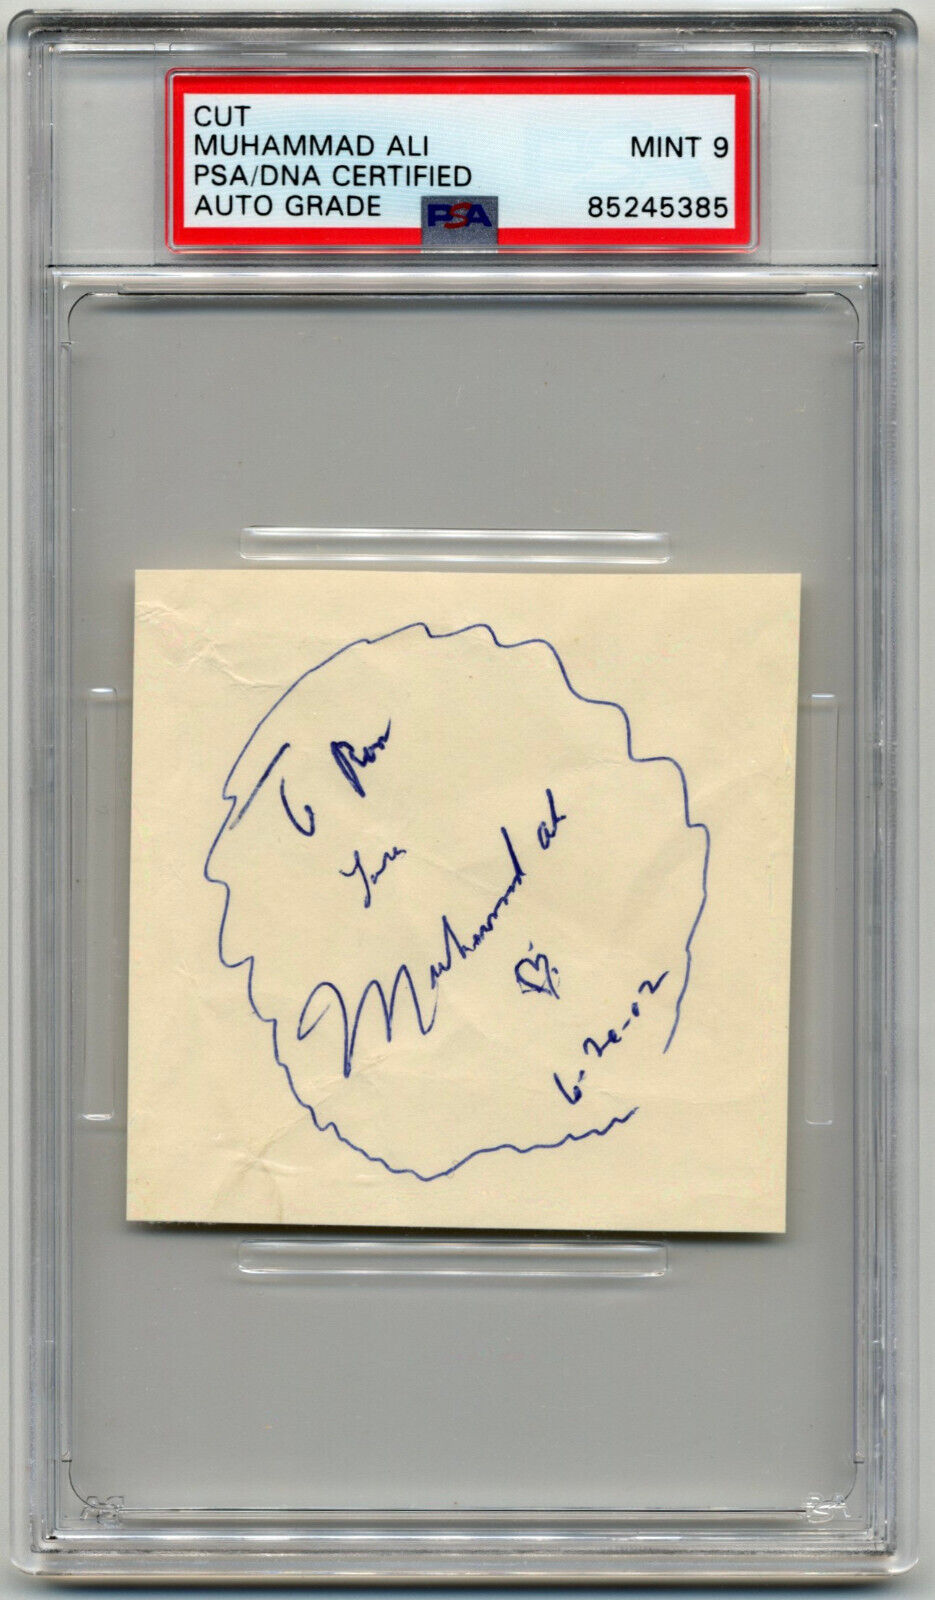 CUT
MUHAMMAD ALI MINT 9
PSA/DNA CERTIFIED
AUTO GRADE 85245385
PSA
To Ron
Love
Muhammad Ali
6-20-02
PSA